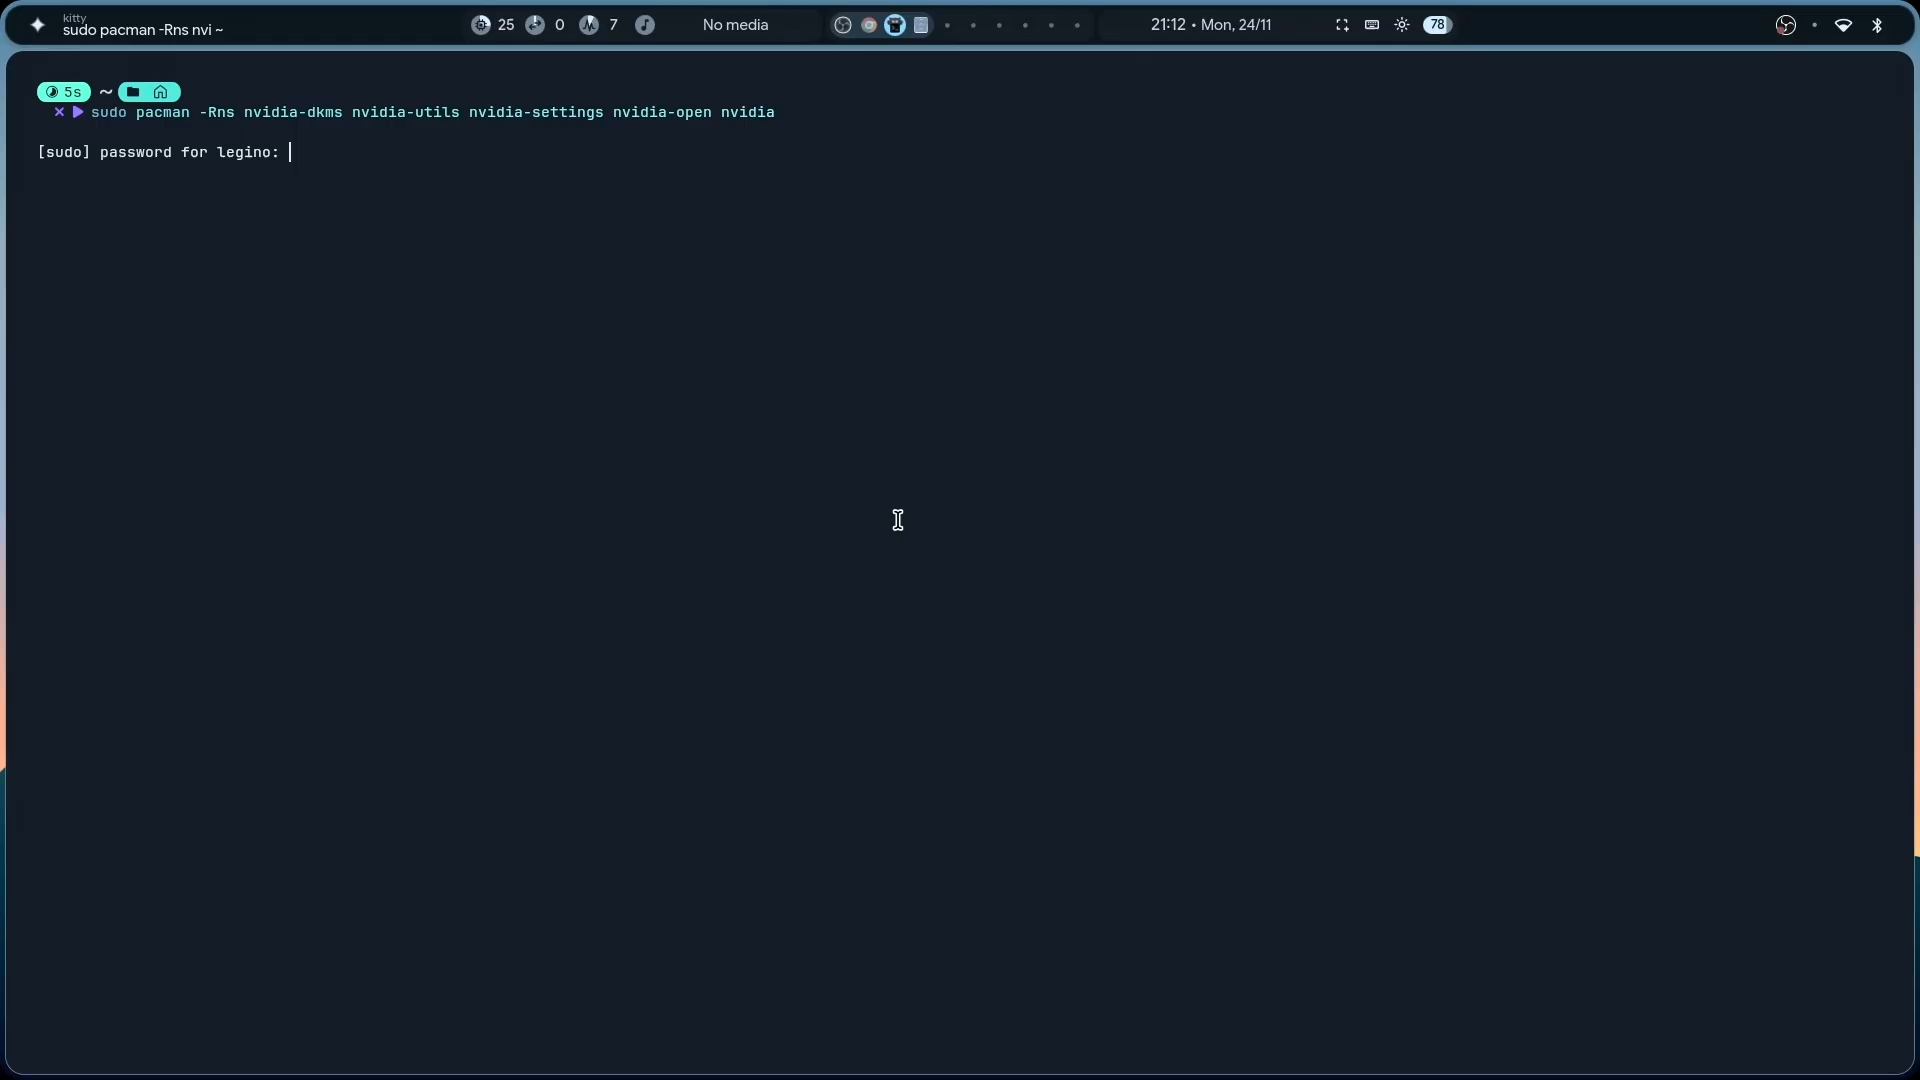 kitty
sudo pacman -Rns nvi ~
25 0 7 No media 21:12 • Mon, 24/11 78
5s ~
× sudo pacman -Rns nvidia-dkms nvidia-utils nvidia-settings nvidia-open nvidia
[sudo] password for legino: